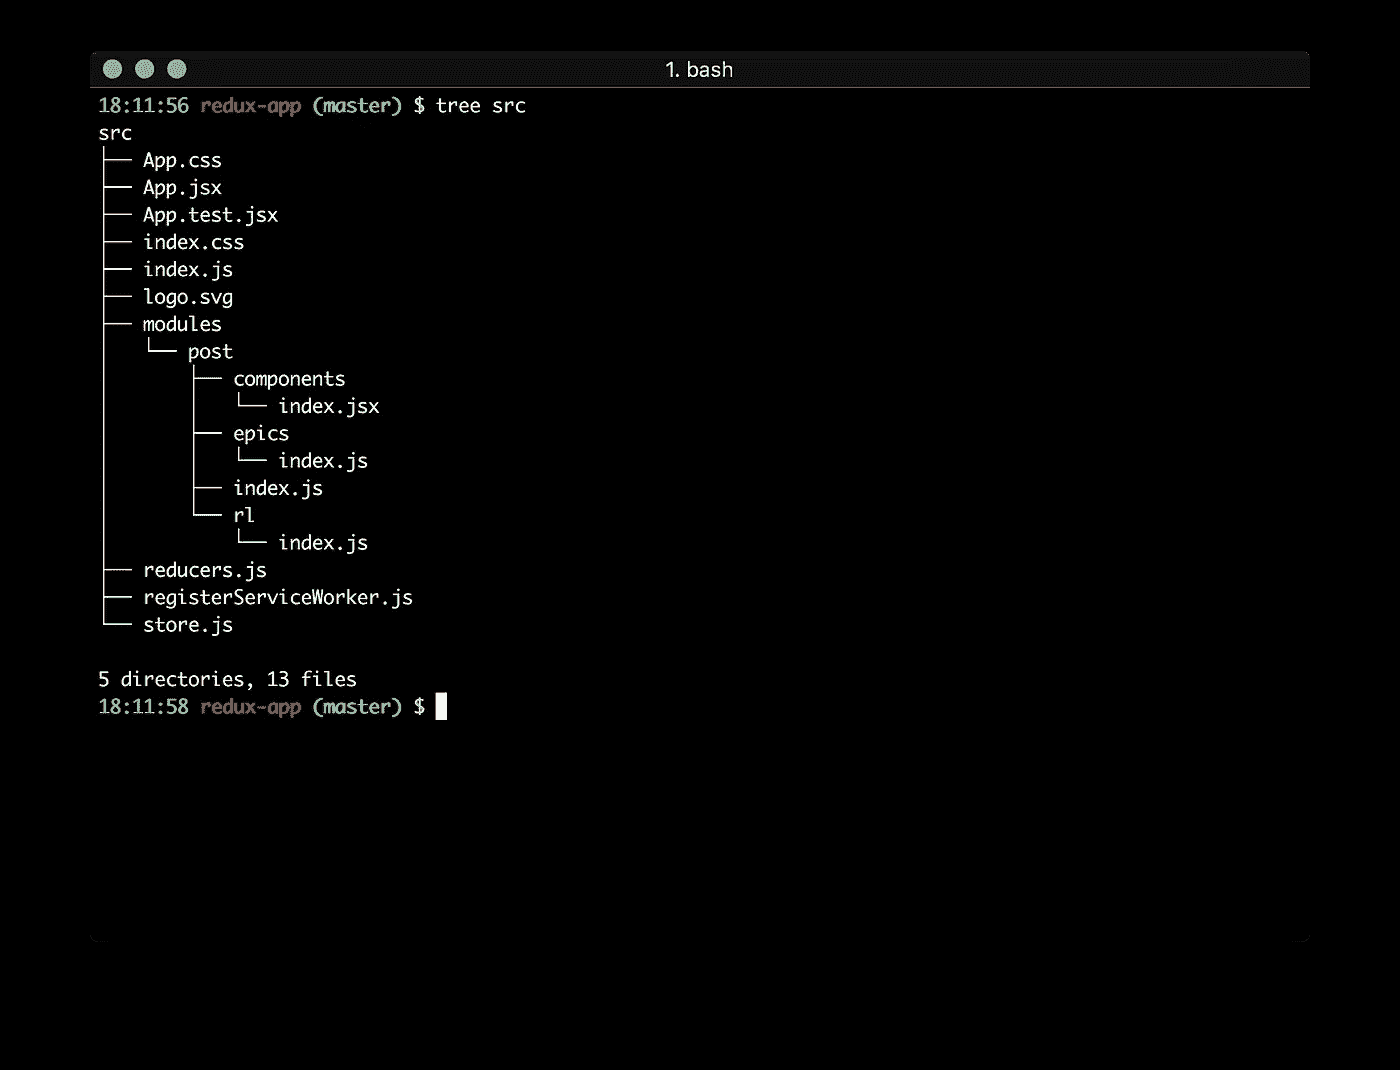 1. bash
18:11:56 redux-app (master) $ tree src
src
├── App.css
├── App.jsx
├── App.test.jsx
├── index.css
├── index.js
├── logo.svg
├── modules
│   └── post
│       ├── components
│       │   └── index.jsx
│       ├── epics
│       │   └── index.js
│       ├── index.js
│       └── rl
│           └── index.js
├── reducers.js
├── registerServiceWorker.js
└── store.js
5 directories, 13 files
18:11:58 redux-app (master) $